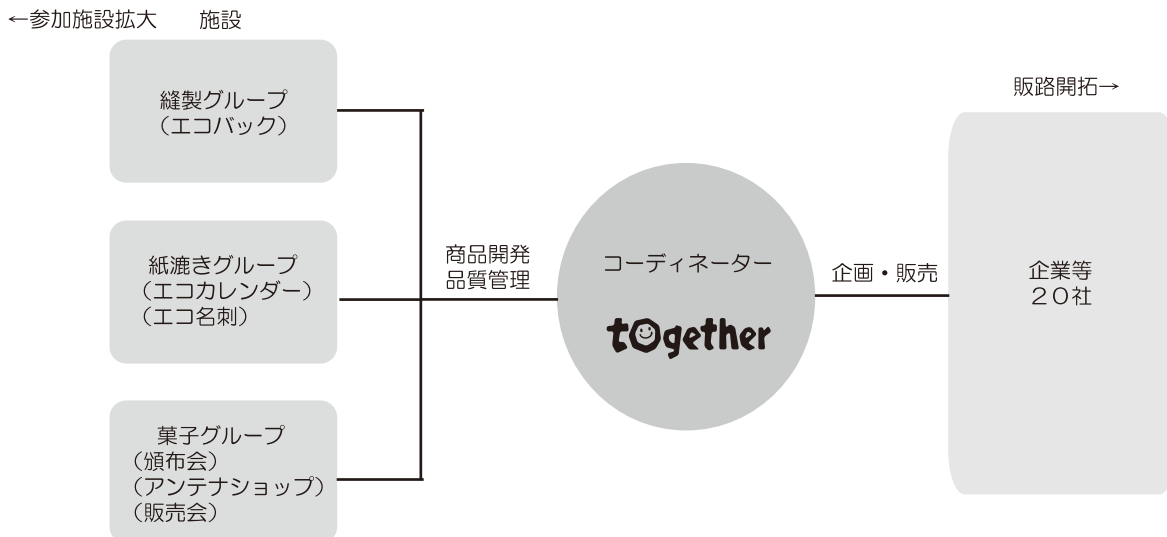 ←参加施設拡大　施設
縫製グループ
（エコバック）
紙漉きグループ
（エコカレンダー）
（エコ名刺）
菓子グループ
（頒布会）
（アンテナショップ）
（販売会）
商品開発
品質管理
コーディネーター
together
企画・販売
販路開拓→
企業等
２０社